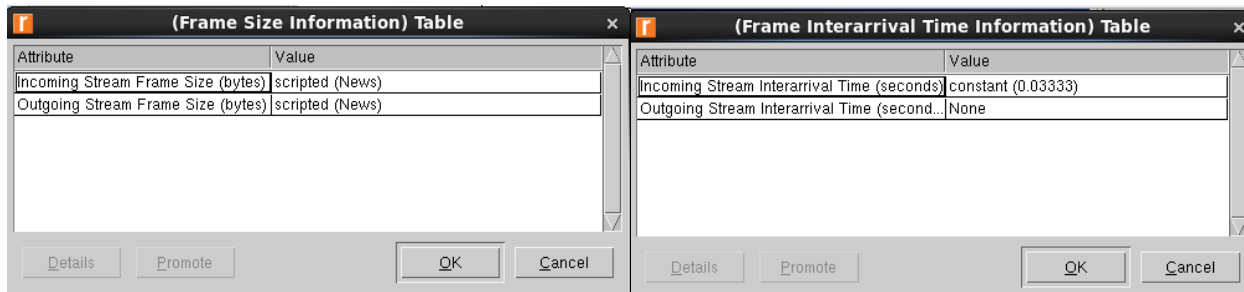 (Frame Size Information) Table
Attribute Value
Incoming Stream Frame Size (bytes) scripted (News)
Outgoing Stream Frame Size (bytes) scripted (News)
Details Promote OK Cancel
(Frame Interarrival Time Information) Table
Attribute Value
Incoming Stream Interarrival Time (seconds) constant (0.03333)
Outgoing Stream Interarrival Time (second... None
Details Promote OK Cancel